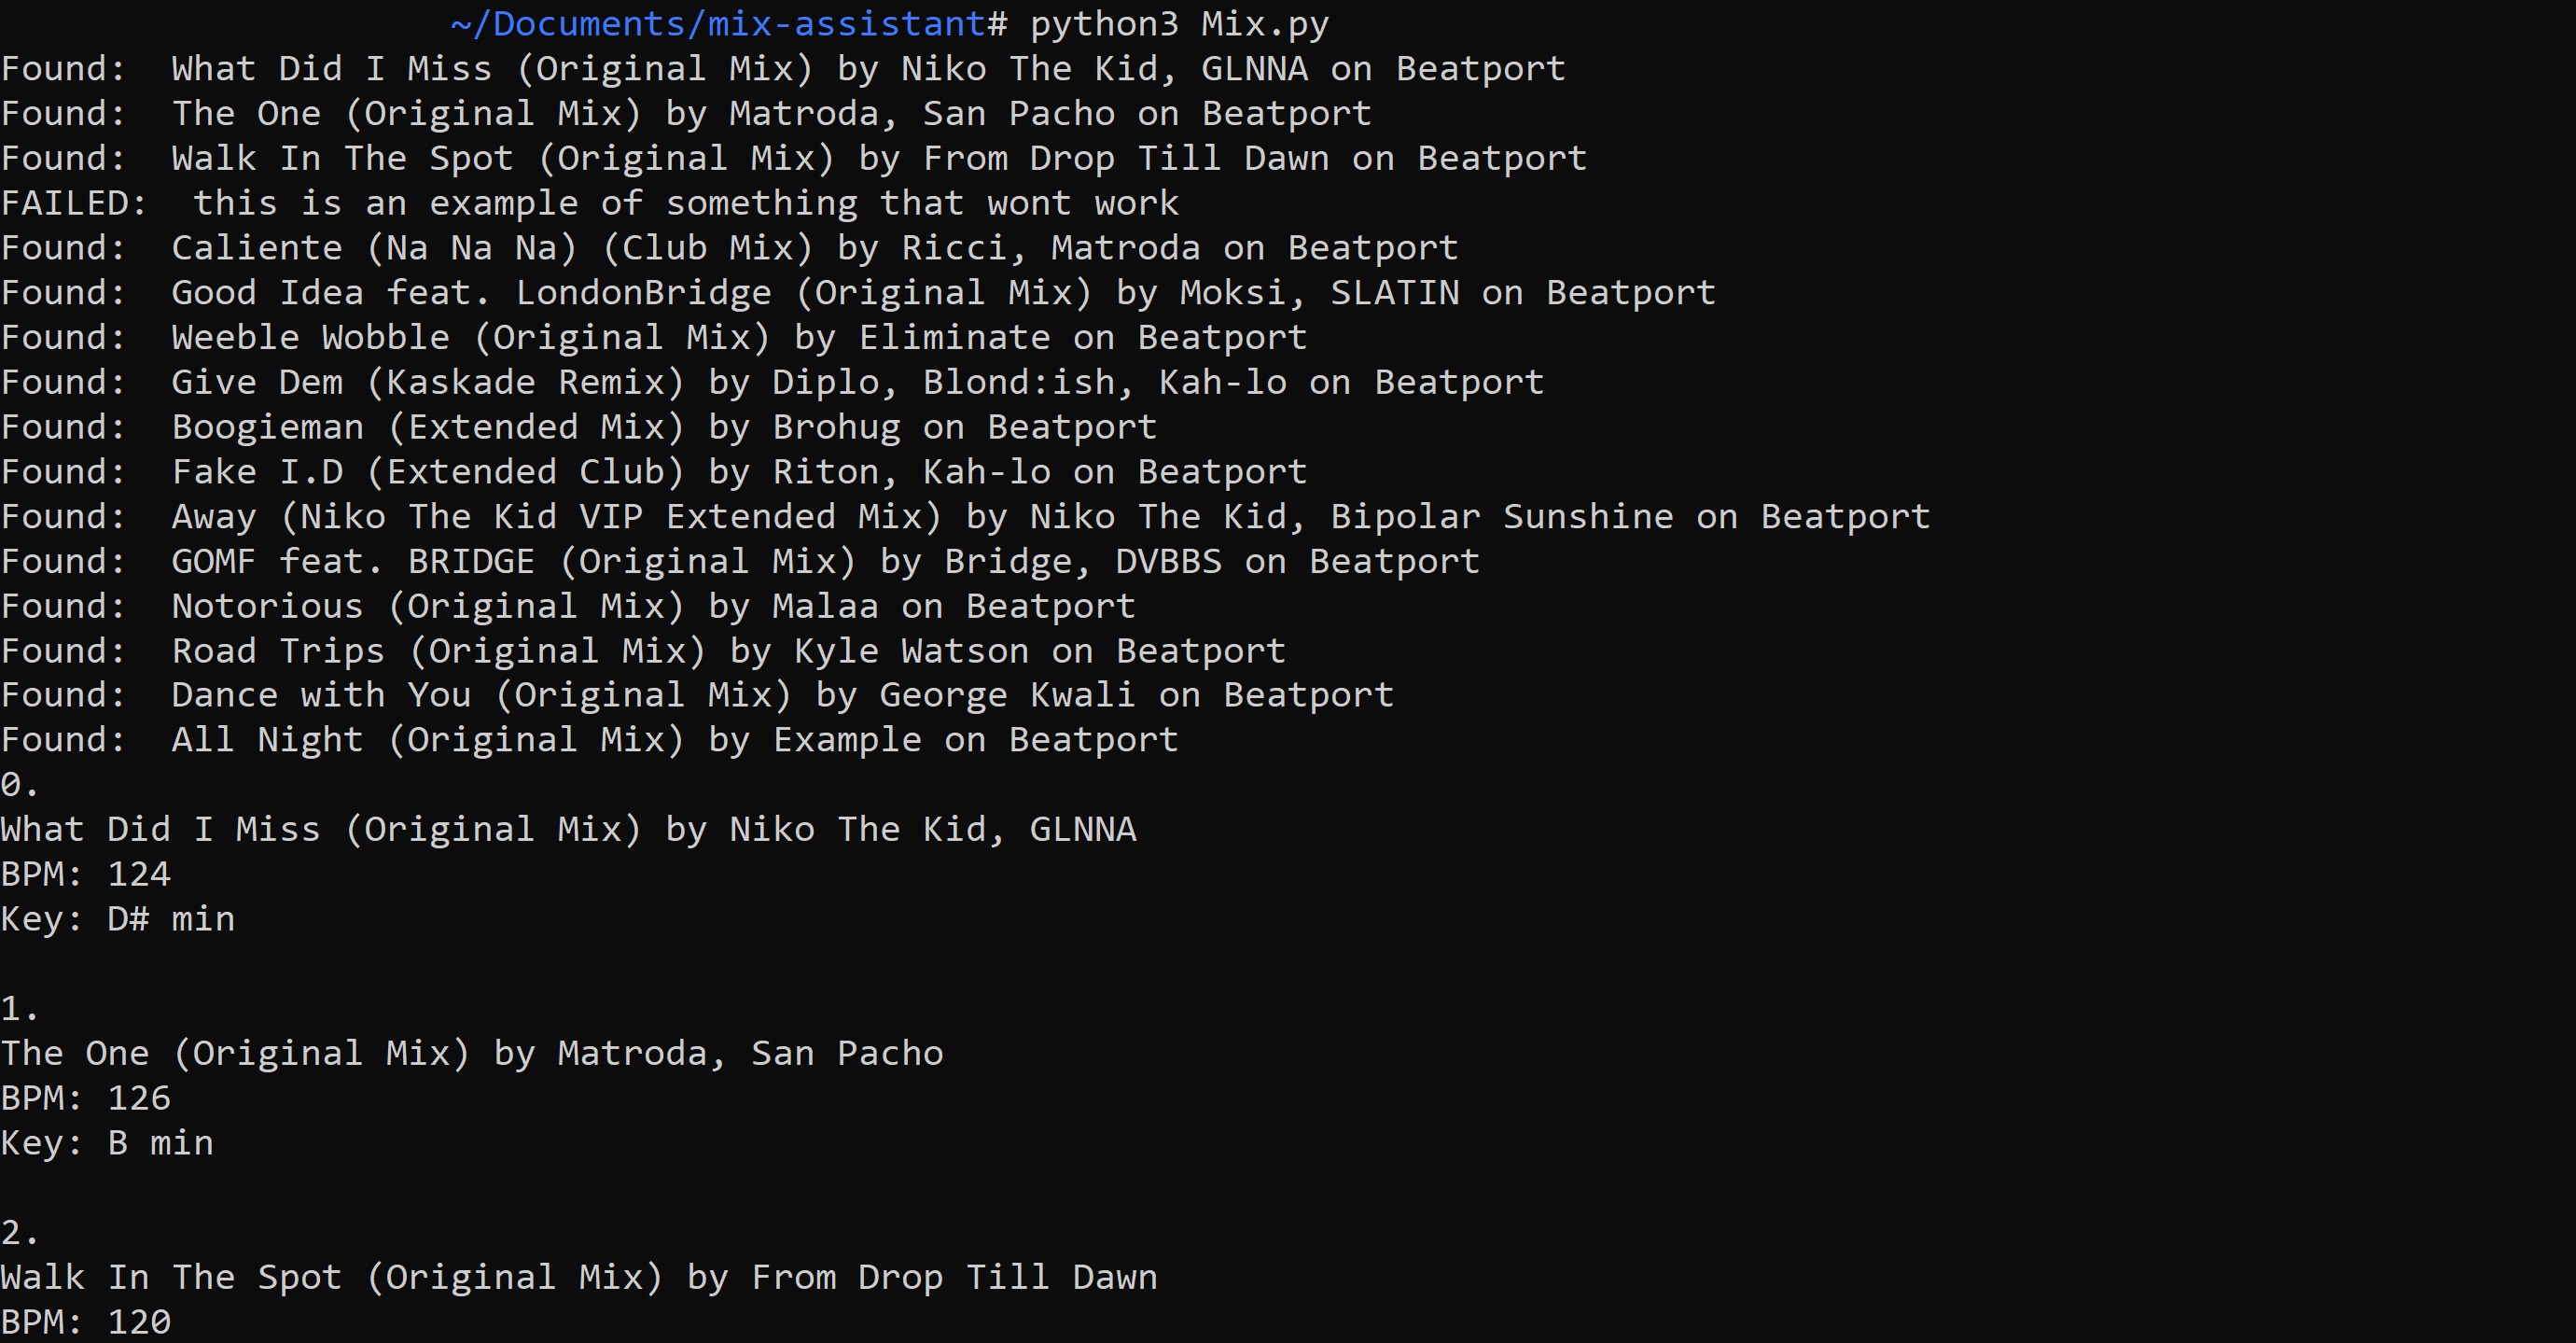 ~/Documents/mix-assistant# python3 Mix.py
Found:  What Did I Miss (Original Mix) by Niko The Kid, GLNNA on Beatport
Found:  The One (Original Mix) by Matroda, San Pacho on Beatport
Found:  Walk In The Spot (Original Mix) by From Drop Till Dawn on Beatport
FAILED:  this is an example of something that wont work
Found:  Caliente (Na Na Na) (Club Mix) by Ricci, Matroda on Beatport
Found:  Good Idea feat. LondonBridge (Original Mix) by Moksi, SLATIN on Beatport
Found:  Weeble Wobble (Original Mix) by Eliminate on Beatport
Found:  Give Dem (Kaskade Remix) by Diplo, Blond:ish, Kah-lo on Beatport
Found:  Boogieman (Extended Mix) by Brohug on Beatport
Found:  Fake I.D (Extended Club) by Riton, Kah-lo on Beatport
Found:  Away (Niko The Kid VIP Extended Mix) by Niko The Kid, Bipolar Sunshine on Beatport
Found:  GOMF feat. BRIDGE (Original Mix) by Bridge, DVBBS on Beatport
Found:  Notorious (Original Mix) by Malaa on Beatport
Found:  Road Trips (Original Mix) by Kyle Watson on Beatport
Found:  Dance with You (Original Mix) by George Kwali on Beatport
Found:  All Night (Original Mix) by Example on Beatport
0.
What Did I Miss (Original Mix) by Niko The Kid, GLNNA
BPM: 124
Key: D# min
1.
The One (Original Mix) by Matroda, San Pacho
BPM: 126
Key: B min
2.
Walk In The Spot (Original Mix) by From Drop Till Dawn
BPM: 120